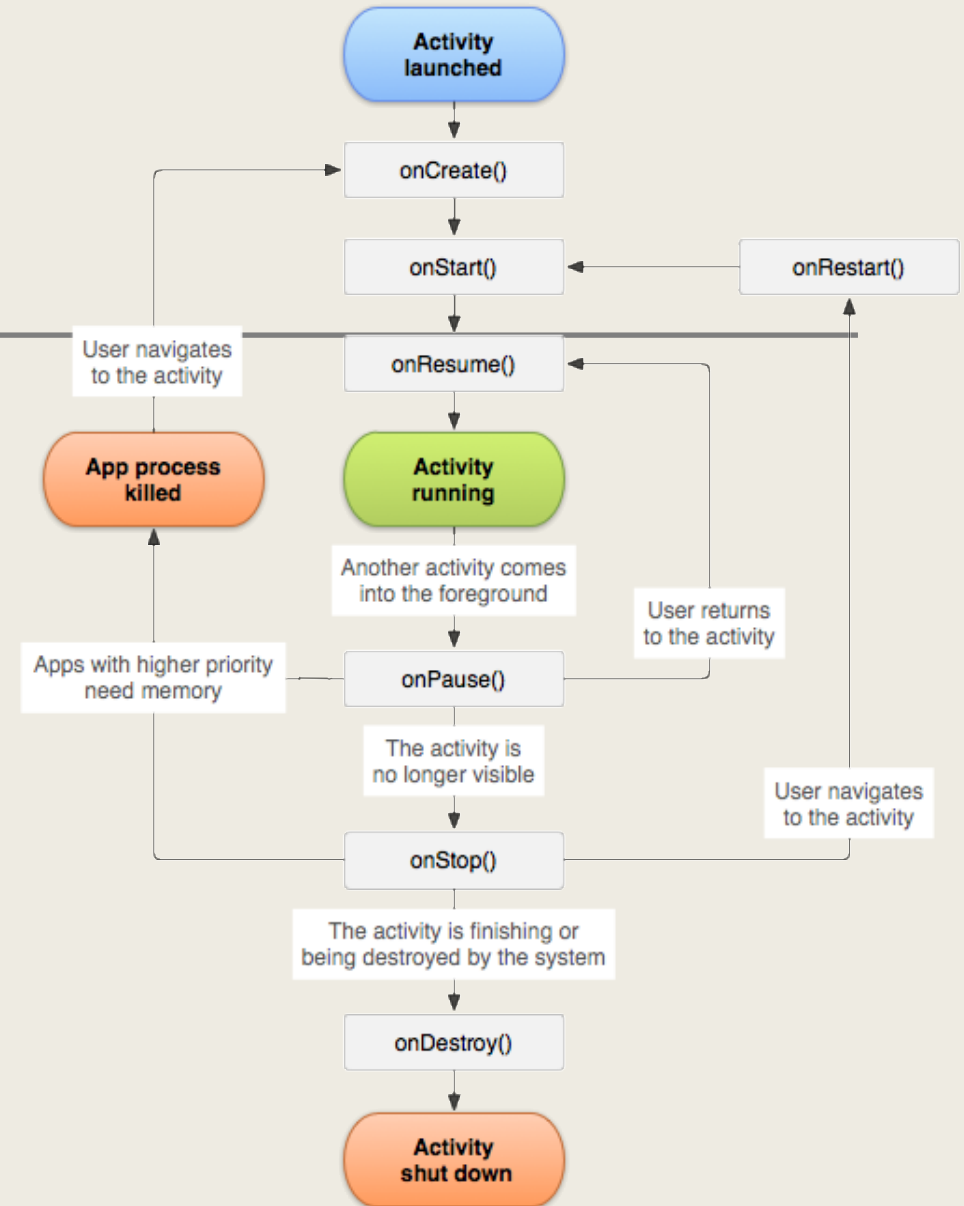 Activity
launched
onCreate()
onStart()
onRestart()
User navigates
to the activity
onResume()
App process
killed
Activity
running
Another activity comes
into the foreground
User returns
to the activity
Apps with higher priority
need memory
onPause()
The activity is
no longer visible
User navigates
to the activity
onStop()
The activity is finishing or
being destroyed by the system
onDestroy()
Activity
shut down